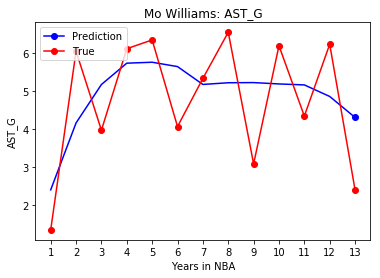 Mo Williams: AST_G
Prediction
True
AST_G
6
5
4
3
2
1 2 3 4 5 6 7 8 9 10 11 12 13
Years in NBA